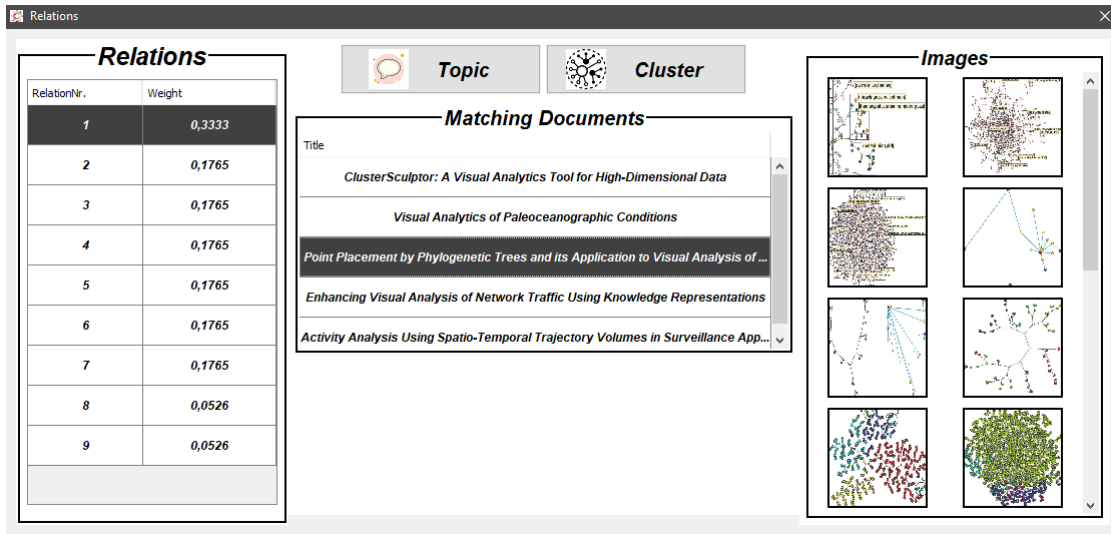 Relations
Relations
RelationNr. Weight
1 0,3333
2 0,1765
3 0,1765
4 0,1765
5 0,1765
6 0,1765
7 0,1765
8 0,0526
9 0,0526
Topic
Cluster
Matching Documents
Title
ClusterSculptor: A Visual Analytics Tool for High-Dimensional Data
Visual Analytics of Paleoceanographic Conditions
Point Placement by Phylogenetic Trees and its Application to Visual Analysis of ...
Enhancing Visual Analysis of Network Traffic Using Knowledge Representations
Activity Analysis Using Spatio-Temporal Trajectory Volumes in Surveillance App...
Images